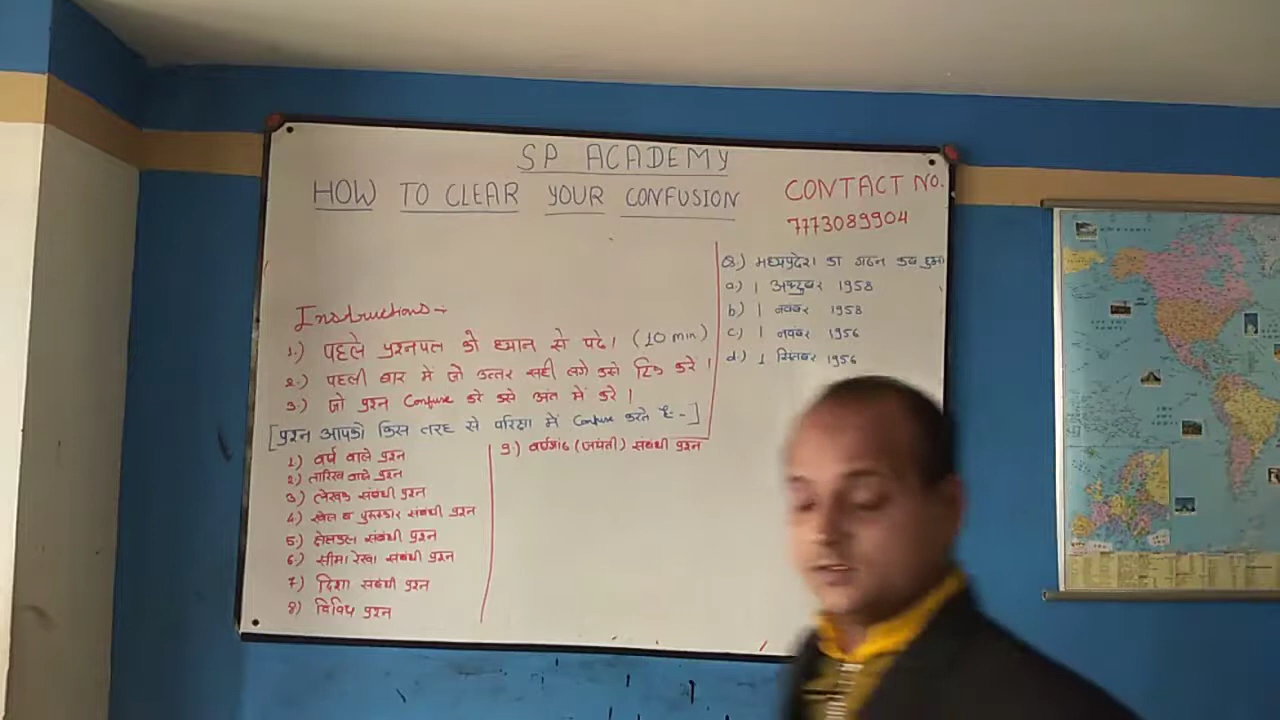 SP ACADEMY
HOW TO CLEAR YOUR CONFUSION
CONTACT NO.
7773089904
Instructions :-
1.) पहले प्रश्नपत्र को ध्यान से पढे। (10 min)
2.) पहली बार में जो उत्तर सही लगे उसे टिक करे।
3.) जो प्रश्न Confuse करे उसे अंत में करे।
[प्रश्न आपको किस तरह से परिक्षा में Confuse करते है -]
1) वर्ष वाले प्रश्न
2) तारिख वाले प्रश्न
3) लेखक संबंधी प्रश्न
4) खेल व पुरूस्कार संबंधी प्रश्न
5) क्षेत्रफल संबंधी प्रश्न
6) सीमा रेखा संबंधी प्रश्न
7) दिशा संबंधी प्रश्न
8) विविध प्रश्न
9.) वर्षगांठ (जयंती) संबंधी प्रश्न
Q.) मध्यप्रदेश का गठन कब हुआ
a.) 1 अक्टुबर 1958
b.) 1 नवंबर 1958
c.) 1 नवंबर 1956
d.) 1 सितंबर 1956